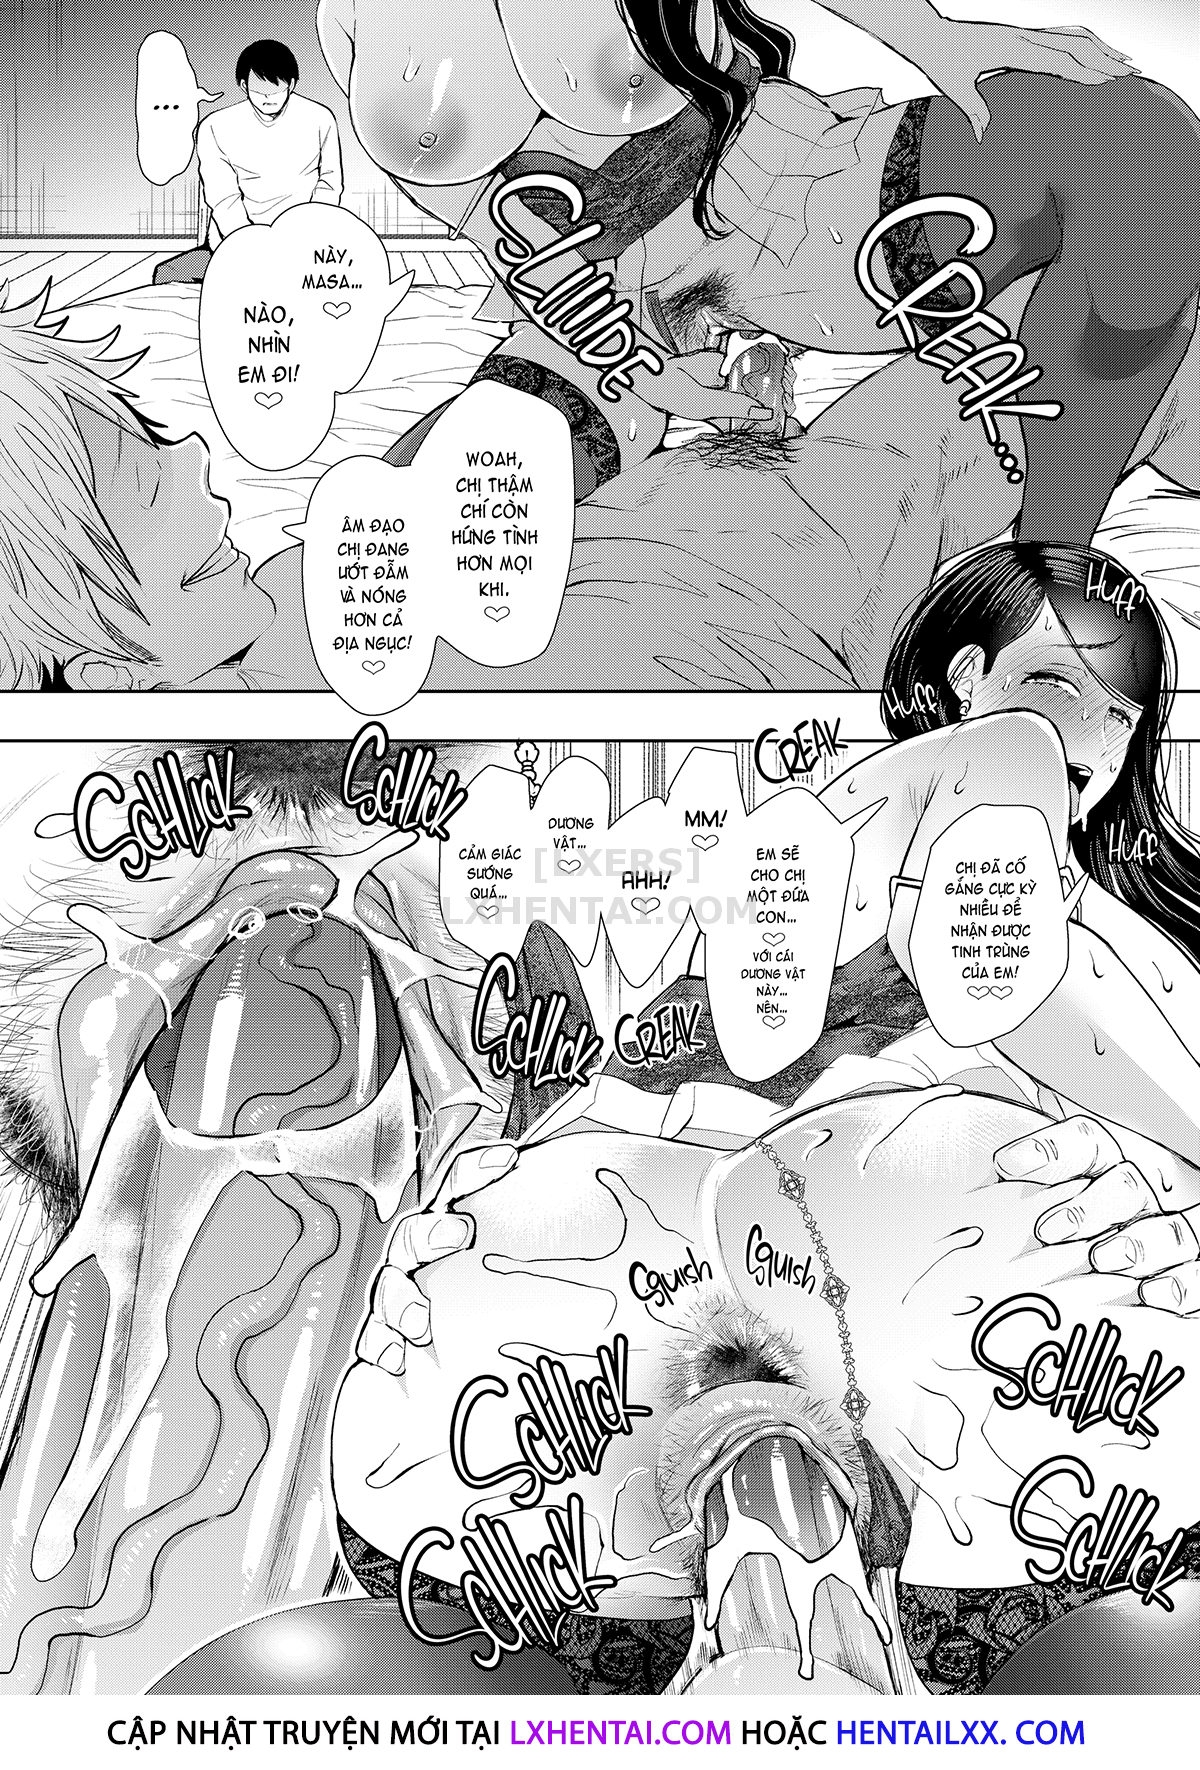 ...
NÀY,
MASA...
♡
NÀO,
NHÌN
EM ĐI!
♡
SLIIIDE
CREAK...
WOAH,
CHỊ THẬM
CHÍ CÒN
HỨNG TÌNH
HƠN MỌI
KHI.
♡
ÂM ĐẠO
CHỊ ĐANG
ƯỚT ĐẪM
VÀ NÓNG
HƠN CẢ
ĐỊA NGỤC!
♡
HUFF
HUFF
HUFF
CHỊ ĐÃ CỐ
GẮNG CỰC KỲ
NHIỀU ĐỂ
NHẬN ĐƯỢC
TINH TRÙNG
CỦA EM!
♡♡
CREAK
EM SẼ
CHO CHỊ
MỘT ĐỨA
CON...
♡
VỚI CÁI
DƯƠNG VẬT
NÀY...
NÊN...
♡
MM!
♡
AHH!
♡
DƯƠNG
VẬT...
♡
CẢM GIÁC
SƯỚNG
QUÁ...
♡
[LXERS]
LXHENTAI.COM
SCHLICK
SCHLICK
SCHLICK
CREAK
SQUISH
SQUISH
SCHLICK
SCHLICK
SCHLICK
SCHLICK
CẬP NHẬT TRUYỆN MỚI TẠI LXHENTAI.COM HOẶC HENTAILXX. COM